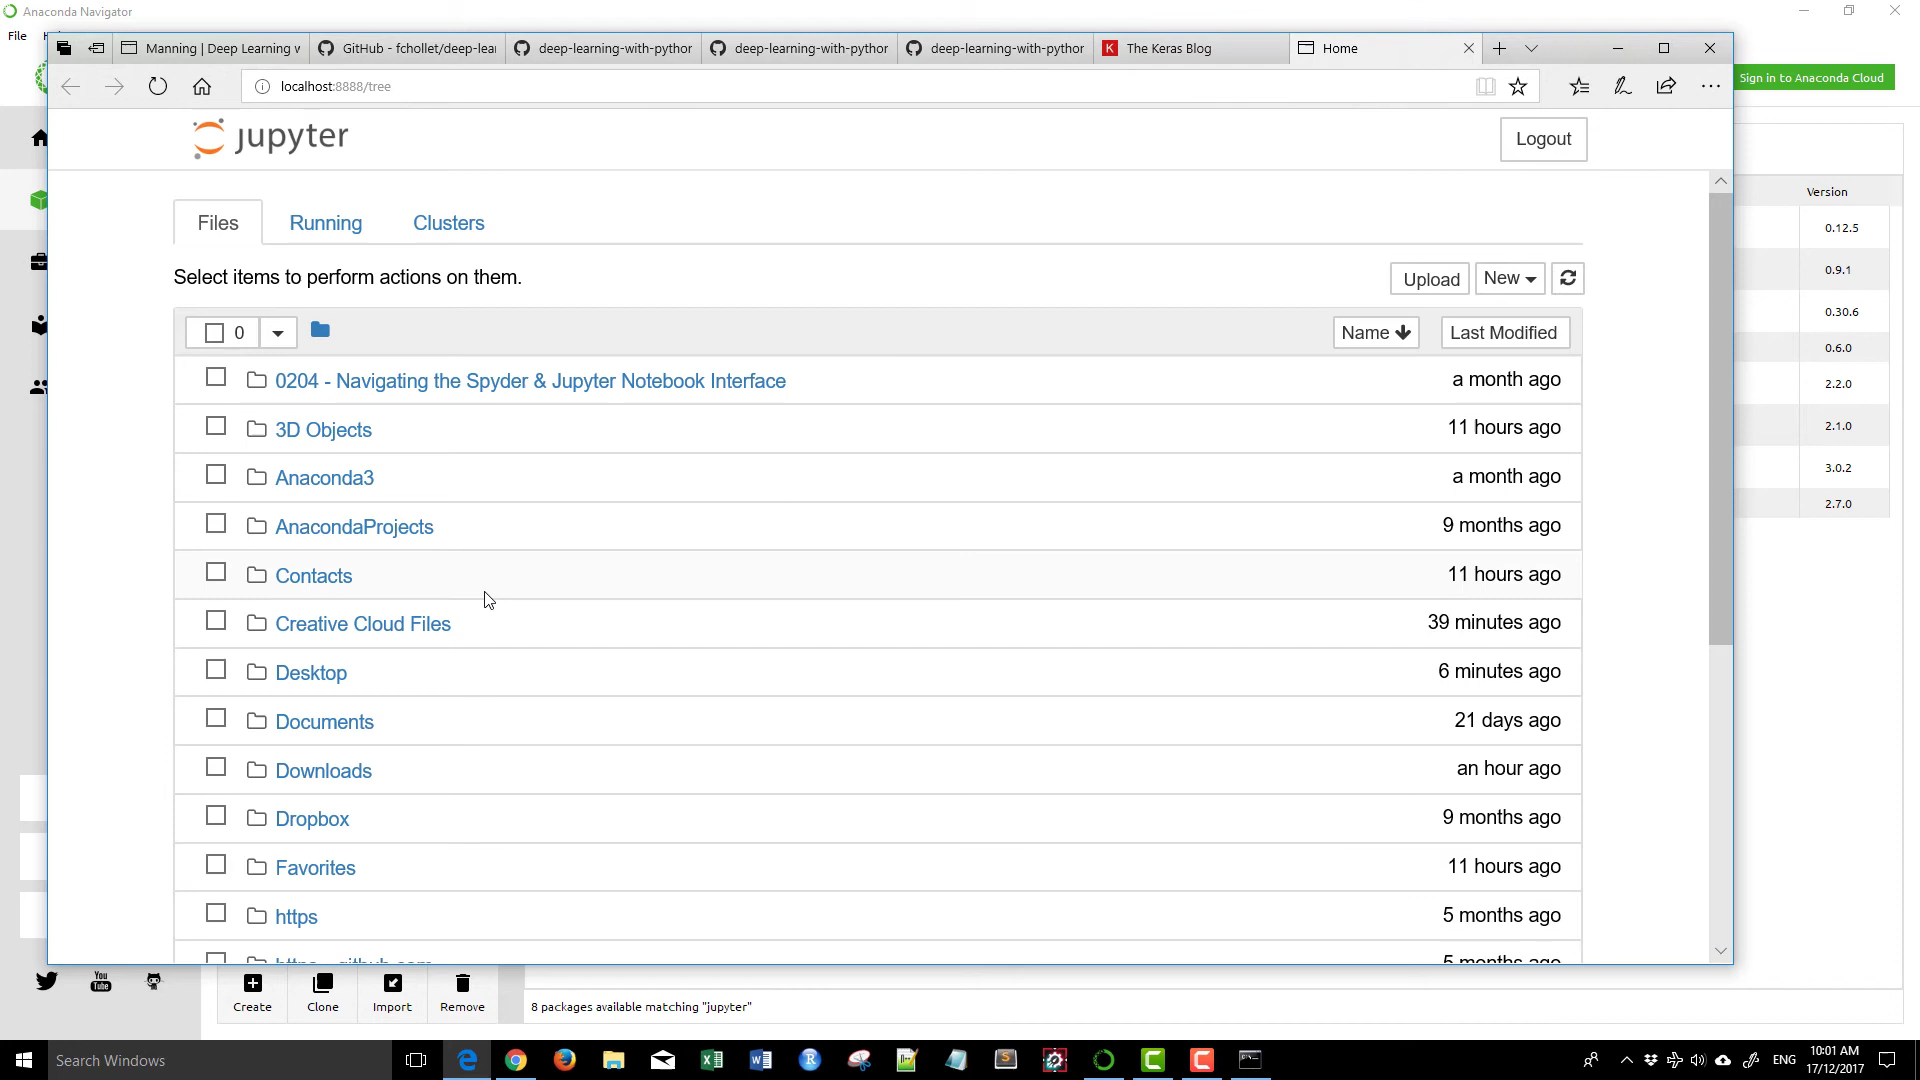 Anaconda Navigator
File
Manning | Deep Learning w
GitHub - fchollet/deep-lear
deep-learning-with-python
deep-learning-with-python
deep-learning-with-python
K The Keras Blog
Home
localhost:8888/tree
Sign in to Anaconda Cloud
jupyter
Logout
Version
Files
Running
Clusters
0.12.5
Select items to perform actions on them.
Upload
New
0.9.1
0
Name
Last Modified
0.30.6
0.6.0
0204 - Navigating the Spyder & Jupyter Notebook Interface
a month ago
2.2.0
3D Objects
11 hours ago
2.1.0
Anaconda3
a month ago
3.0.2
AnacondaProjects
9 months ago
2.7.0
Contacts
11 hours ago
Creative Cloud Files
39 minutes ago
Desktop
6 minutes ago
Documents
21 days ago
Downloads
an hour ago
Dropbox
9 months ago
Favorites
11 hours ago
https
5 months ago
5 months ago
You
Tube
Create
Clone
Import
Remove
8 packages available matching "jupyter"
Search Windows
ENG
10:01 AM
17/12/2017